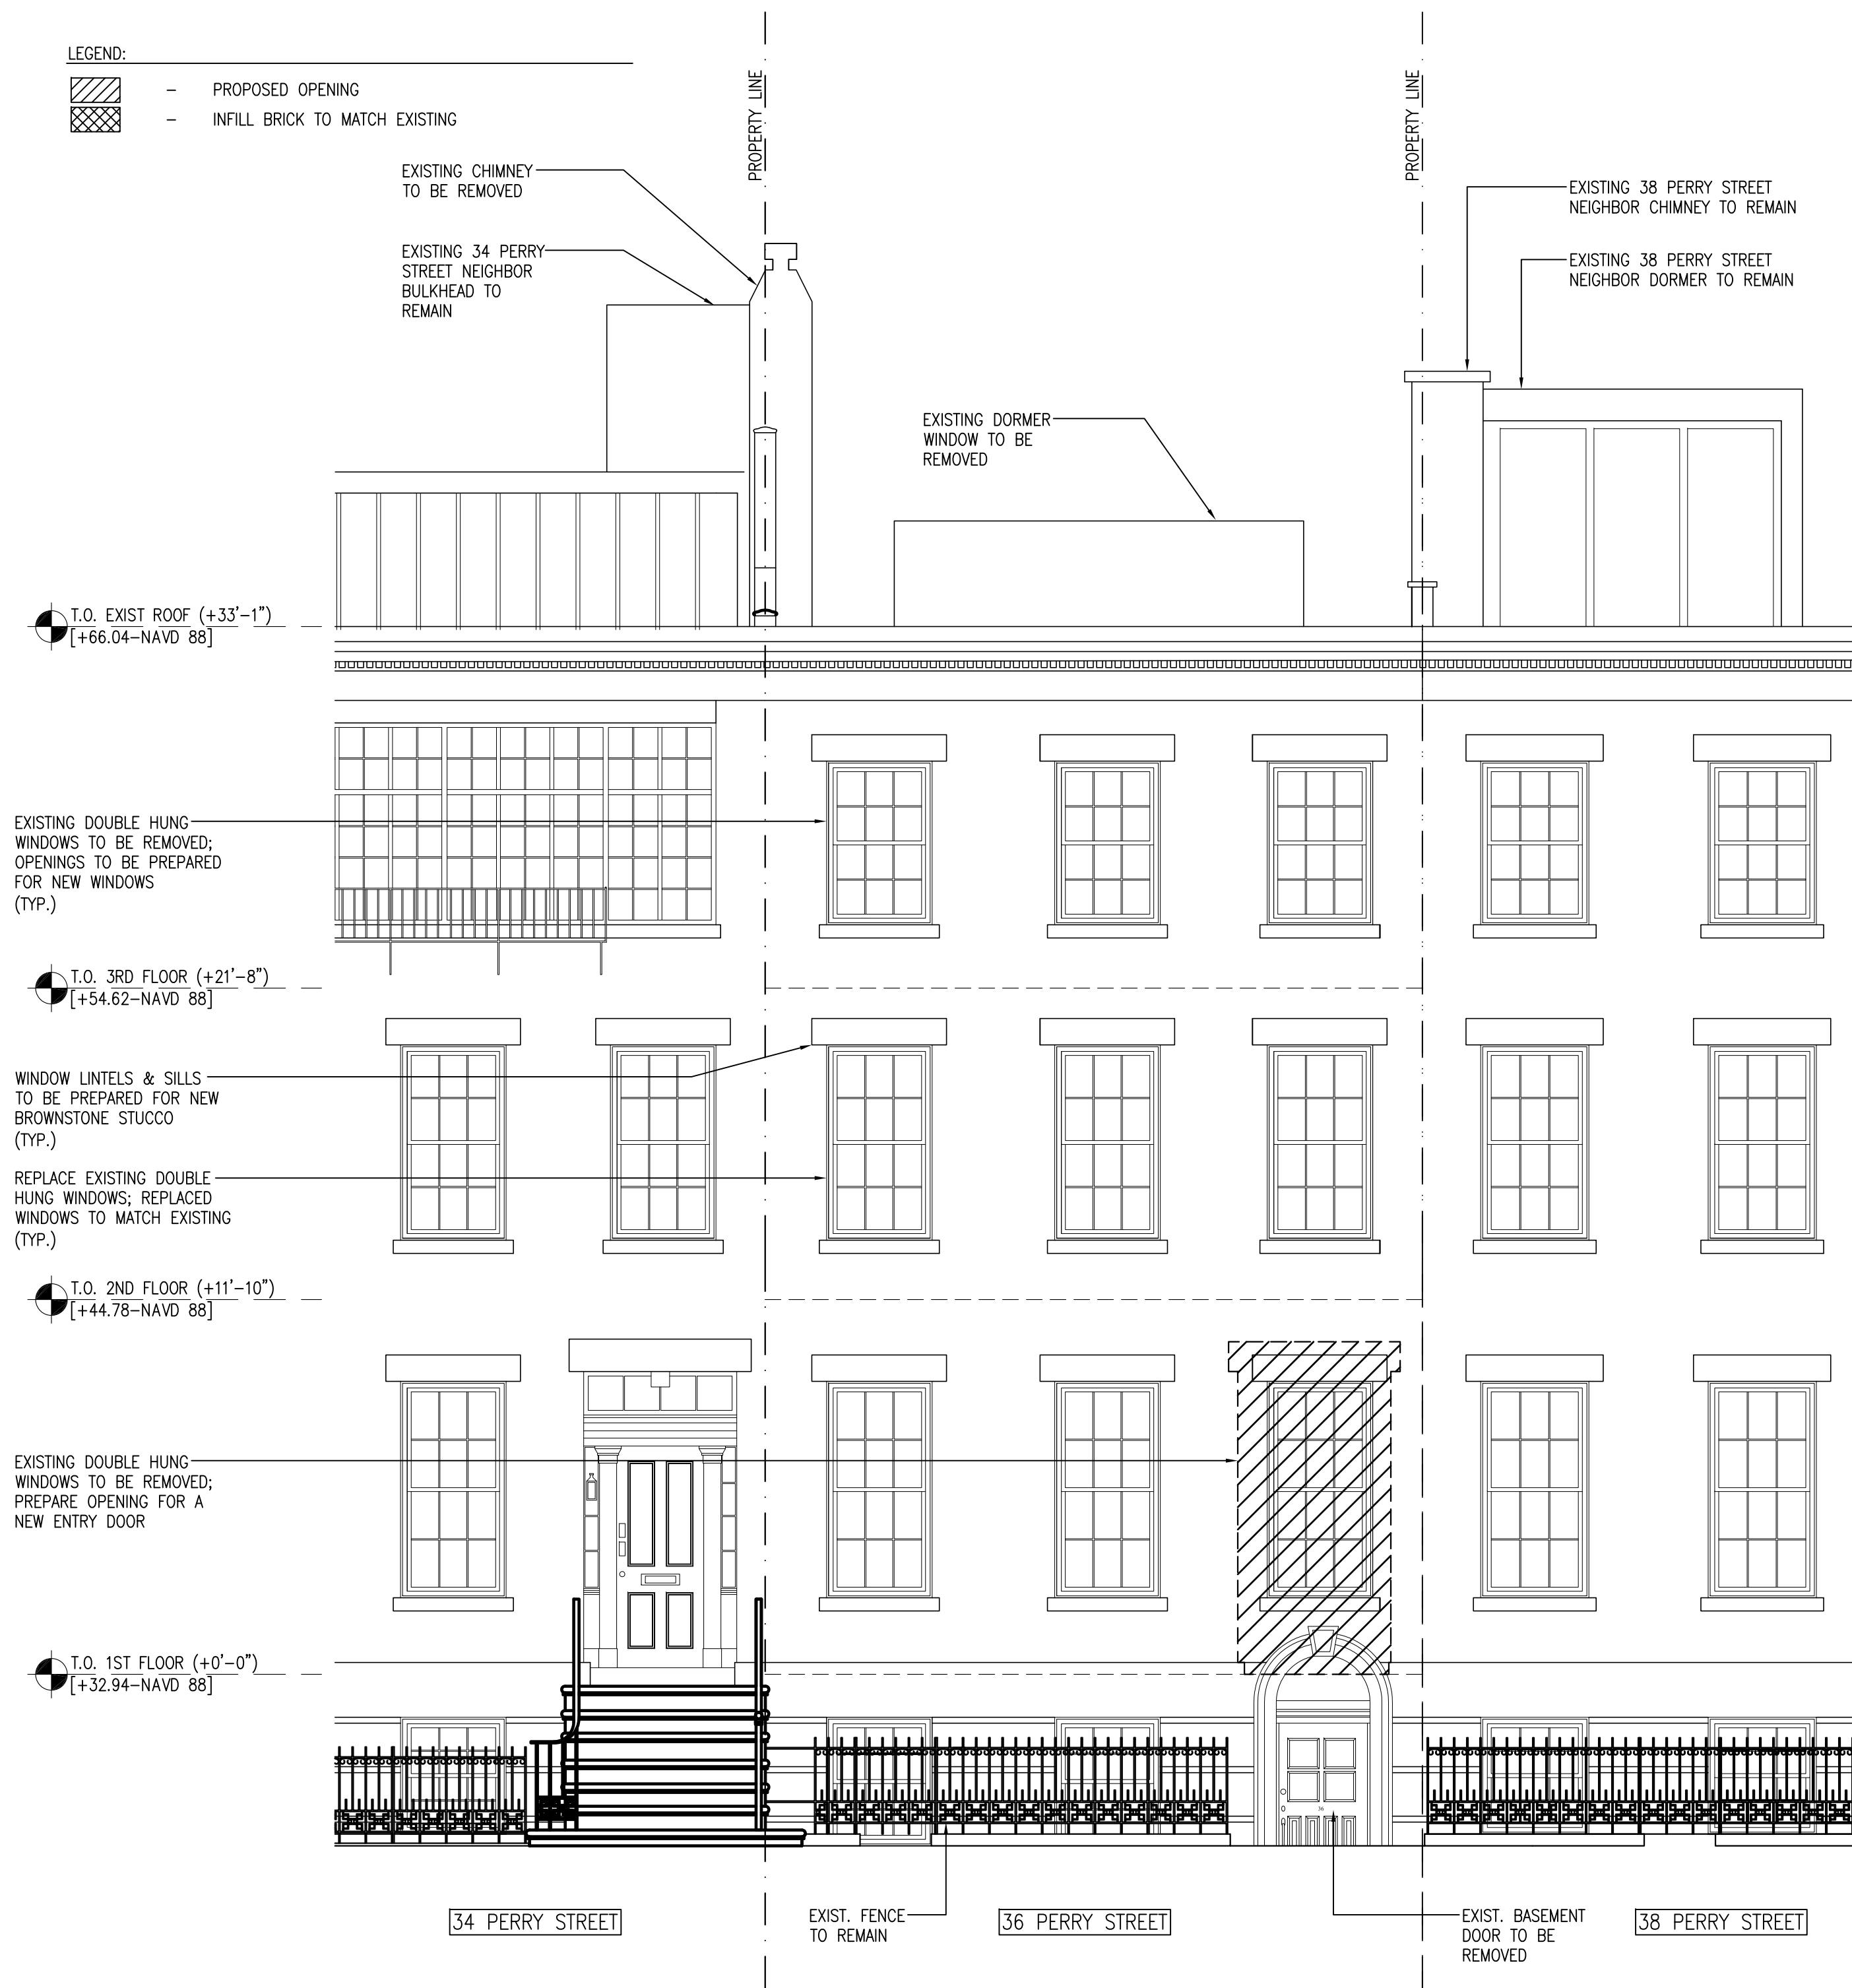 LEGEND:
– PROPOSED OPENING
– INFILL BRICK TO MATCH EXISTING
PROPERTY LINE
PROPERTY LINE
EXISTING CHIMNEY
TO BE REMOVED
EXISTING 34 PERRY
STREET NEIGHBOR
BULKHEAD TO
REMAIN
EXISTING 38 PERRY STREET
NEIGHBOR CHIMNEY TO REMAIN
EXISTING 38 PERRY STREET
NEIGHBOR DORMER TO REMAIN
EXISTING DORMER
WINDOW TO BE
REMOVED
T.O. EXIST ROOF (+33'-1")
[+66.04-NAVD 88]
EXISTING DOUBLE HUNG
WINDOWS TO BE REMOVED;
OPENINGS TO BE PREPARED
FOR NEW WINDOWS
(TYP.)
T.O. 3RD FLOOR (+21'-8")
[+54.62-NAVD 88]
WINDOW LINTELS & SILLS
TO BE PREPARED FOR NEW
BROWNSTONE STUCCO
(TYP.)
REPLACE EXISTING DOUBLE
HUNG WINDOWS; REPLACED
WINDOWS TO MATCH EXISTING
(TYP.)
T.O. 2ND FLOOR (+11'-10")
[+44.78-NAVD 88]
EXISTING DOUBLE HUNG
WINDOWS TO BE REMOVED;
PREPARE OPENING FOR A
NEW ENTRY DOOR
T.O. 1ST FLOOR (+0'-0")
[+32.94-NAVD 88]
36
34 PERRY STREET
EXIST. FENCE
TO REMAIN
36 PERRY STREET
EXIST. BASEMENT
DOOR TO BE
REMOVED
38 PERRY STREET